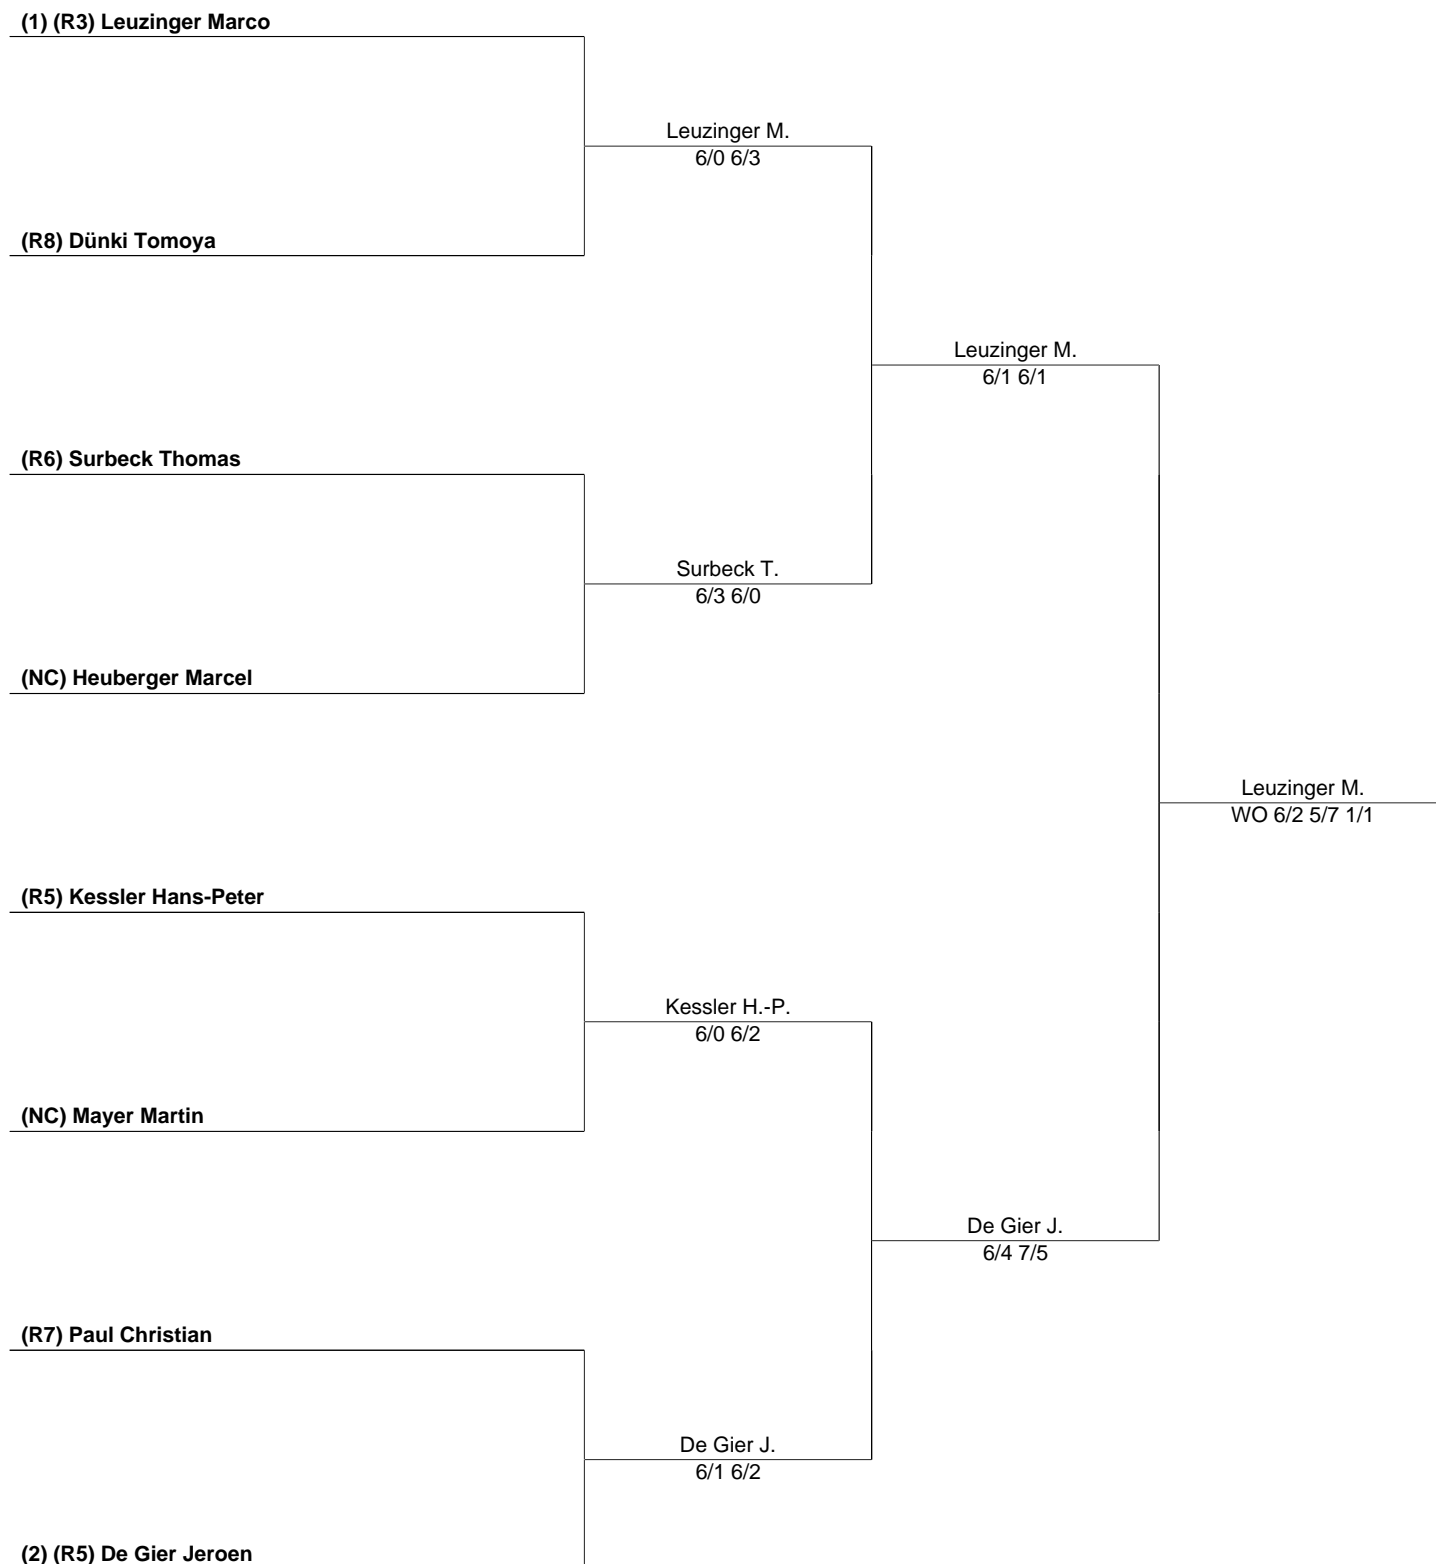 (1) (R3) Leuzinger Marco
Leuzinger M.
6/0 6/3
(R8) Dünki Tomoya
Leuzinger M.
6/1 6/1
(R6) Surbeck Thomas
Surbeck T.
6/3 6/0
(NC) Heuberger Marcel
Leuzinger M.
WO 6/2 5/7 1/1
(R5) Kessler Hans-Peter
Kessler H.-P.
6/0 6/2
(NC) Mayer Martin
De Gier J.
6/4 7/5
(R7) Paul Christian
De Gier J.
6/1 6/2
(2) (R5) De Gier Jeroen